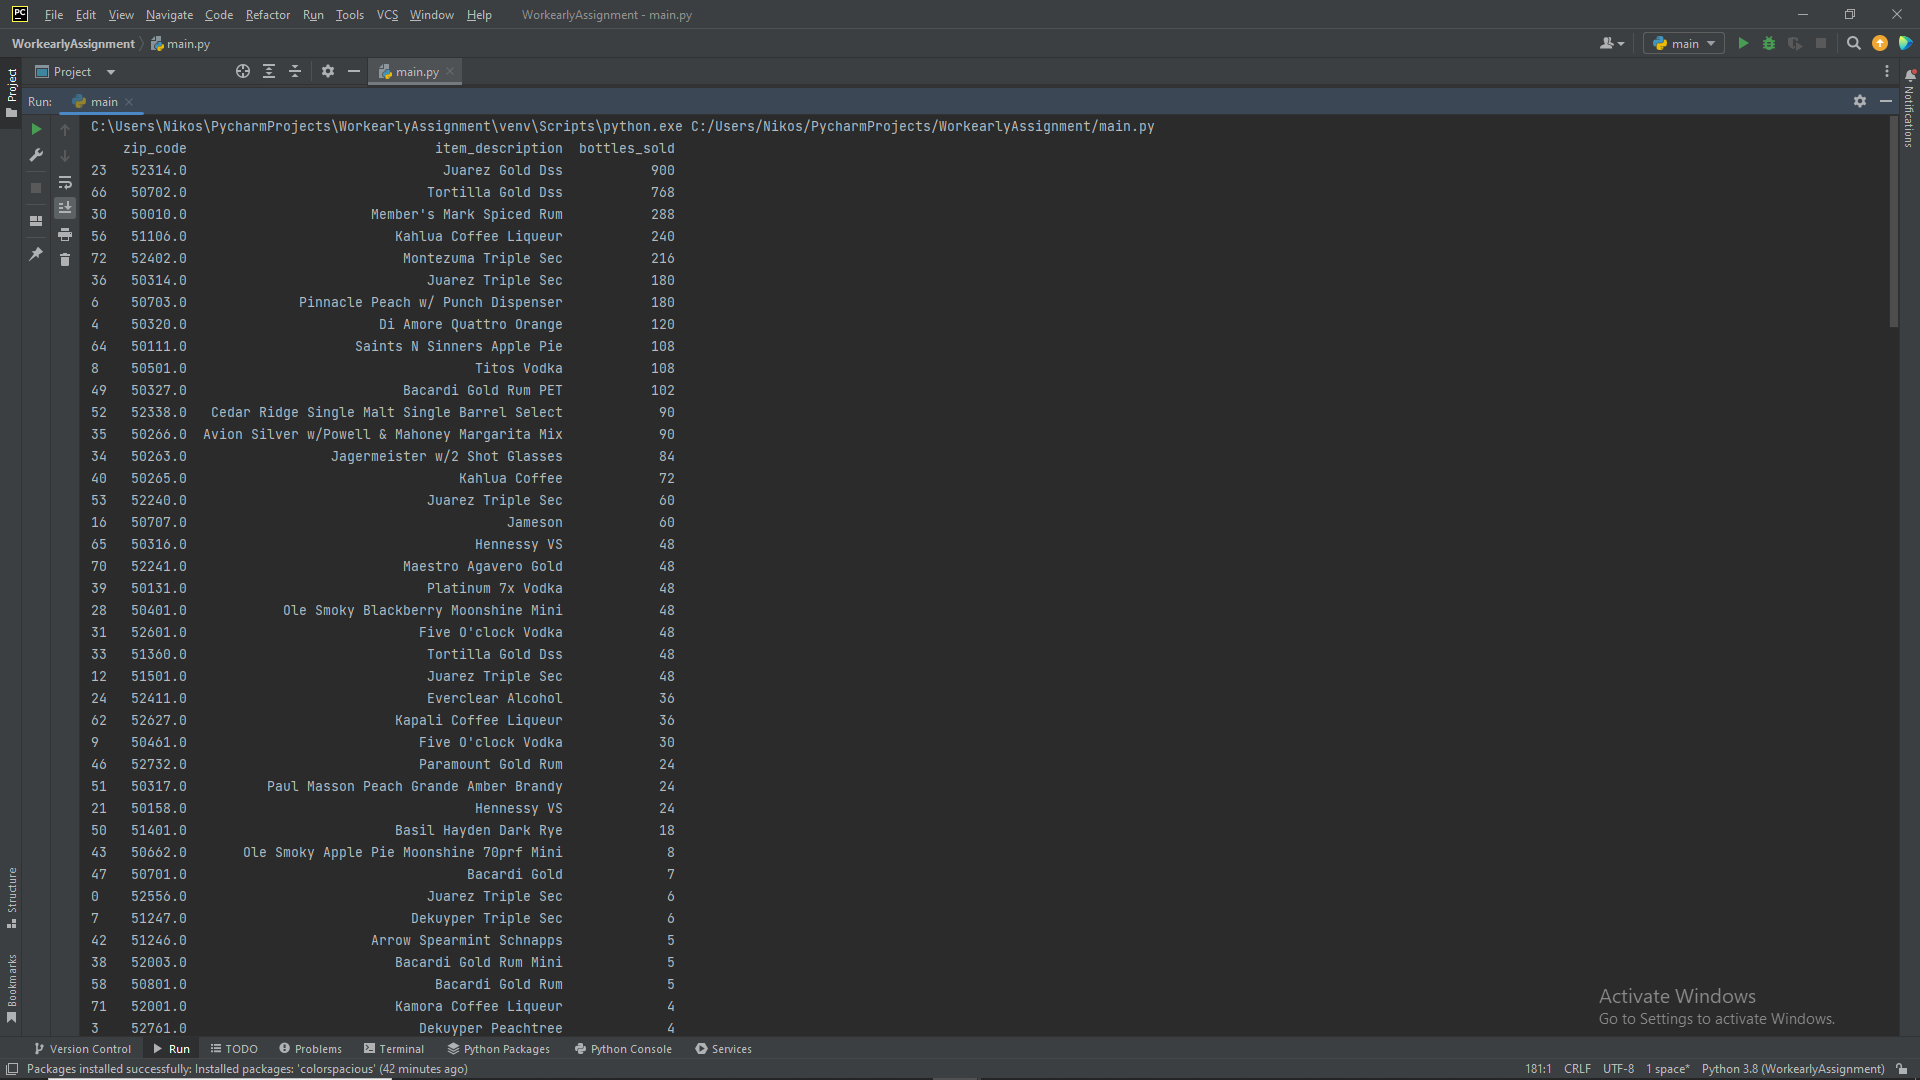 PC File Edit View Navigate Code Refactor Run Tools VCS Window Help WorkearlyAssignment - main.py
WorkearlyAssignment main.py main
Project main.py
Project
Notifications
Run: main
C:\Users\Nikos\PycharmProjects\WorkearlyAssignment\venv\Scripts\python.exe C:/Users/Nikos/PycharmProjects/WorkearlyAssignment/main.py
zip_code item_description bottles_sold
23 52314.0 Juarez Gold Dss 900
66 50702.0 Tortilla Gold Dss 768
30 50010.0 Member's Mark Spiced Rum 288
56 51106.0 Kahlua Coffee Liqueur 240
72 52402.0 Montezuma Triple Sec 216
36 50314.0 Juarez Triple Sec 180
6 50703.0 Pinnacle Peach w/ Punch Dispenser 180
4 50320.0 Di Amore Quattro Orange 120
64 50111.0 Saints N Sinners Apple Pie 108
8 50501.0 Titos Vodka 108
49 50327.0 Bacardi Gold Rum PET 102
52 52338.0 Cedar Ridge Single Malt Single Barrel Select 90
35 50266.0 Avion Silver w/Powell & Mahoney Margarita Mix 90
34 50263.0 Jagermeister w/2 Shot Glasses 84
40 50265.0 Kahlua Coffee 72
53 52240.0 Juarez Triple Sec 60
16 50707.0 Jameson 60
65 50316.0 Hennessy VS 48
70 52241.0 Maestro Agavero Gold 48
39 50131.0 Platinum 7x Vodka 48
28 50401.0 Ole Smoky Blackberry Moonshine Mini 48
31 52601.0 Five O'clock Vodka 48
33 51360.0 Tortilla Gold Dss 48
12 51501.0 Juarez Triple Sec 48
24 52411.0 Everclear Alcohol 36
62 52627.0 Kapali Coffee Liqueur 36
9 50461.0 Five O'clock Vodka 30
46 52732.0 Paramount Gold Rum 24
51 50317.0 Paul Masson Peach Grande Amber Brandy 24
21 50158.0 Hennessy VS 24
50 51401.0 Basil Hayden Dark Rye 18
43 50662.0 Ole Smoky Apple Pie Moonshine 70prf Mini 8
47 50701.0 Bacardi Gold 7
0 52556.0 Juarez Triple Sec 6
7 51247.0 Dekuyper Triple Sec 6
42 51246.0 Arrow Spearmint Schnapps 5
38 52003.0 Bacardi Gold Rum Mini 5
58 50801.0 Bacardi Gold Rum 5
71 52001.0 Kamora Coffee Liqueur 4
3 52761.0 Dekuyper Peachtree 4
Structure
Bookmarks
Activate Windows
Go to Settings to activate Windows.
Version Control Run TODO Problems Terminal Python Packages Python Console Services
Packages installed successfully: Installed packages: 'colorspacious' (42 minutes ago) 181:1 CRLF UTF-8 1 space* Python 3.8 (WorkearlyAssignment)